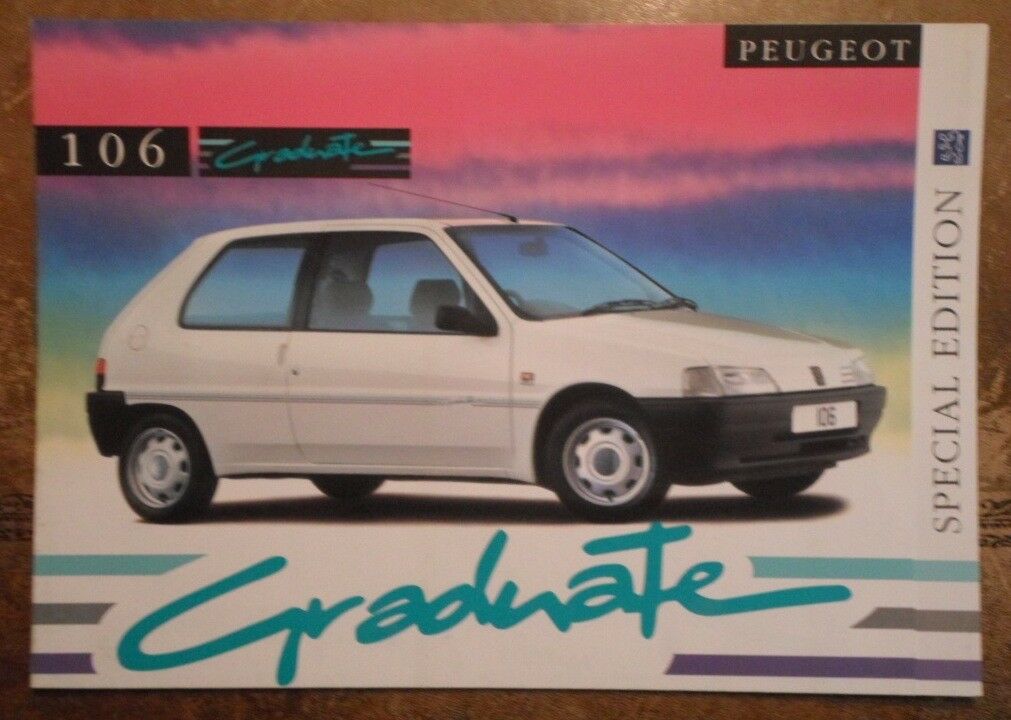 PEUGEOT
106
Graduate
SPECIAL EDITION
106
Graduate